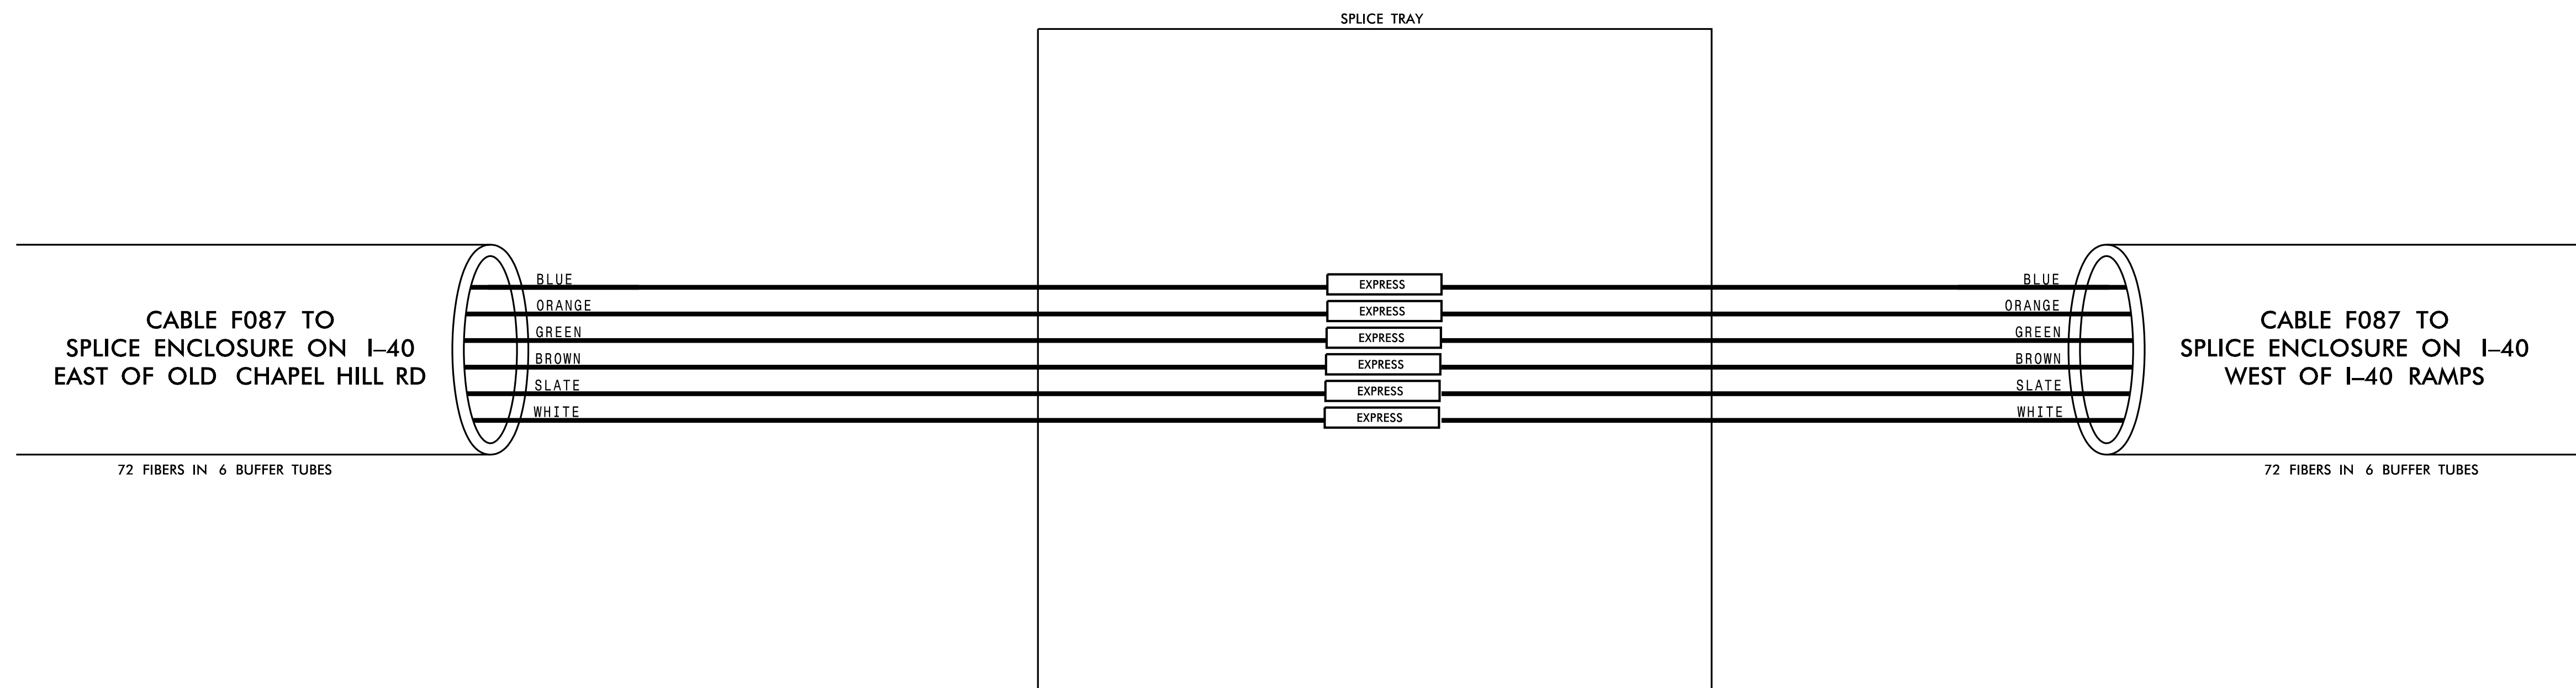 SPLICE TRAY
CABLE F087 TO
SPLICE ENCLOSURE ON I–40
EAST OF OLD CHAPEL HILL RD
72 FIBERS IN 6 BUFFER TUBES
BLUE
ORANGE
GREEN
BROWN
SLATE
WHITE
EXPRESS
EXPRESS
EXPRESS
EXPRESS
EXPRESS
EXPRESS
BLUE
ORANGE
GREEN
BROWN
SLATE
WHITE
CABLE F087 TO
SPLICE ENCLOSURE ON I–40
WEST OF I–40 RAMPS
72 FIBERS IN 6 BUFFER TUBES